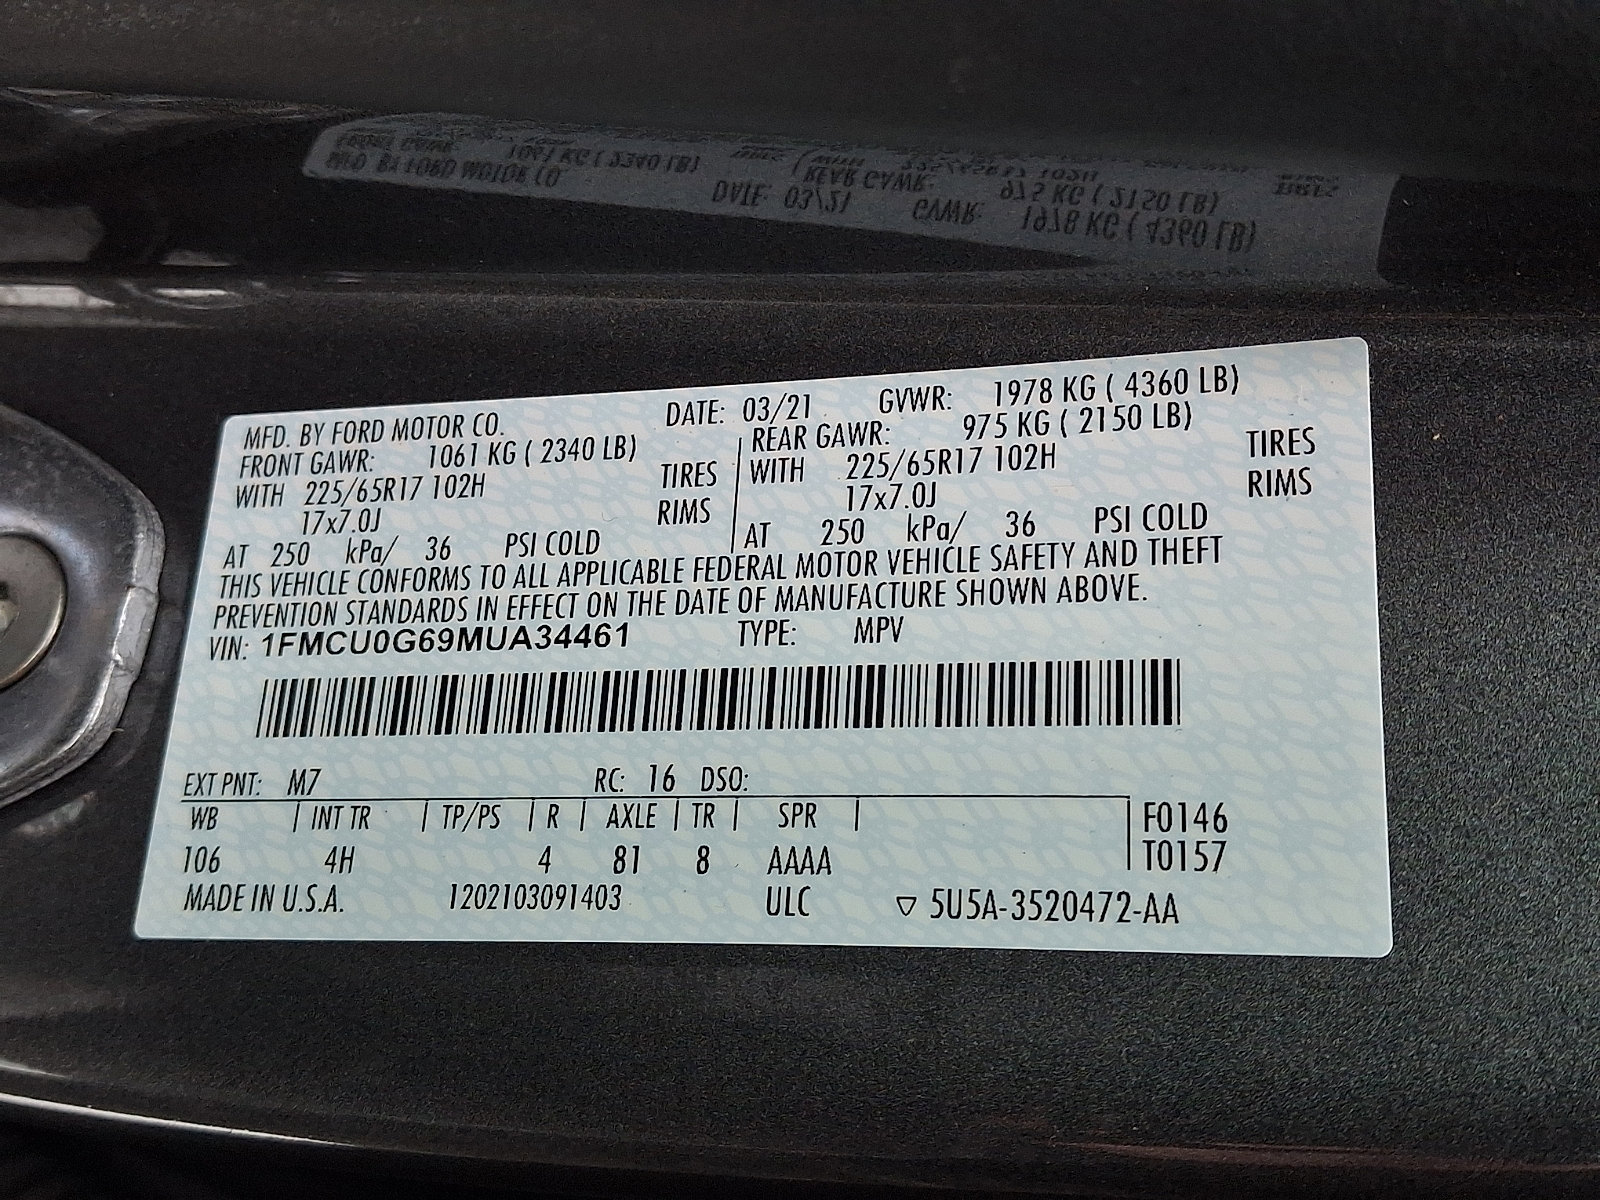 MFD. BY FORD MOTOR CO. DATE: 03/21 GVWR: 1978 KG ( 4360 LB)
FRONT GAWR: 1061 KG ( 2340 LB) REAR GAWR: 975 KG ( 2150 LB)
WITH 225/65R17 102H TIRES WITH 225/65R17 102H TIRES
17x7.0J RIMS 17x7.0J RIMS
AT 250 kPa/ 36 PSI COLD AT 250 kPa/ 36 PSI COLD
THIS VEHICLE CONFORMS TO ALL APPLICABLE FEDERAL MOTOR VEHICLE SAFETY AND THEFT
PREVENTION STANDARDS IN EFFECT ON THE DATE OF MANUFACTURE SHOWN ABOVE.
VIN: 1FMCU0G69MUA34461 TYPE: MPV
EXT PNT: M7 RC: 16 DSO:
WB | INT TR | TP/PS | R | AXLE | TR | SPR | F0146
106 4H 4 81 8 AAAA T0157
MADE IN U.S.A. 1202103091403 ULC ▽ 5U5A-3520472-AA